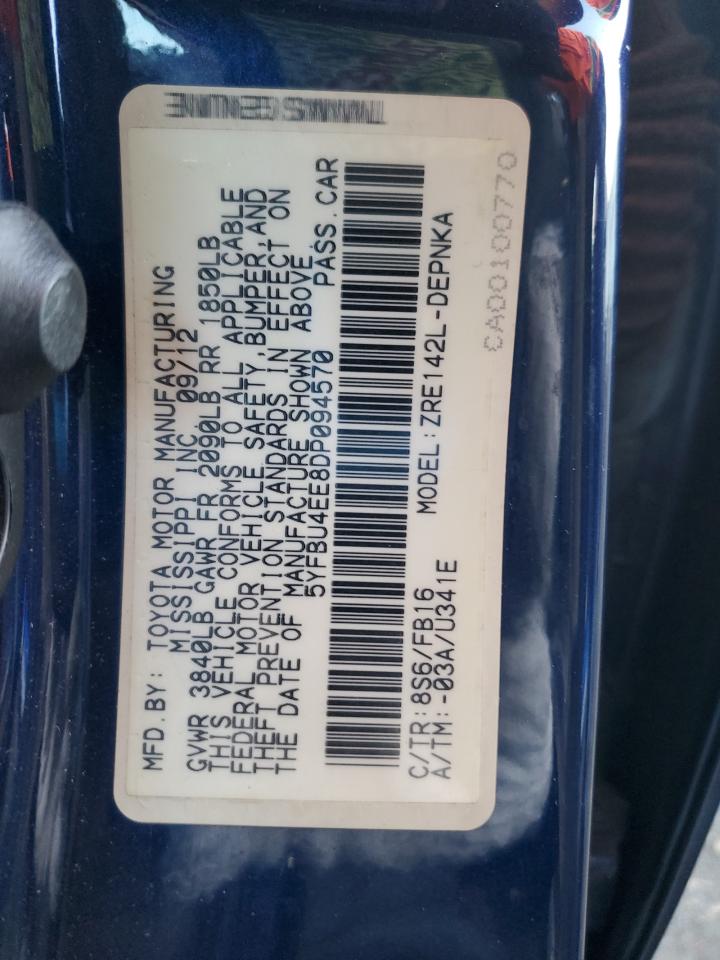 MFD.BY: TOYOTA MOTOR MANUFACTURING
MISSISSIPPI INC 09/12
GVWR 3840LB GAWR FR 2090LB RR 1850LB
THIS VEHICLE CONFORMS TO ALL APPLICABLE
FEDERAL MOTOR VEHICLE SAFETY,BUMPER,AND
THEFT PREVENTION STANDARDS IN EFFECT ON
THE DATE OF MANUFACTURE SHOWN ABOVE.
5YFBU4EE8DP094570 PASS.CAR
C/TR:8S6/FB16 MODEL:ZRE142L-DEPNKA
A/TM:-03A/U341E
CA00100770